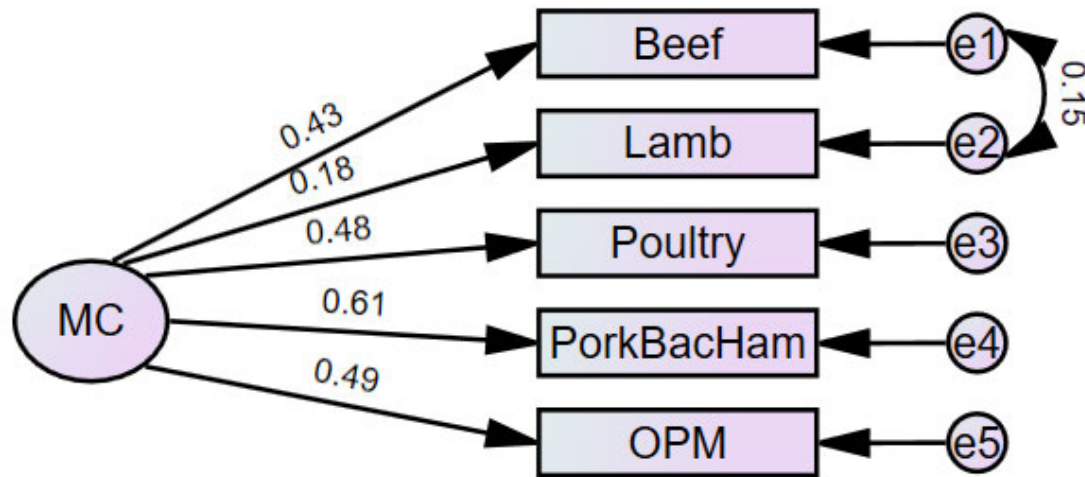 Beef
e1
0.15
0.43
Lamb
e2
0.18
0.48
Poultry
e3
MC
0.61
PorkBacHam
e4
0.49
OPM
e5